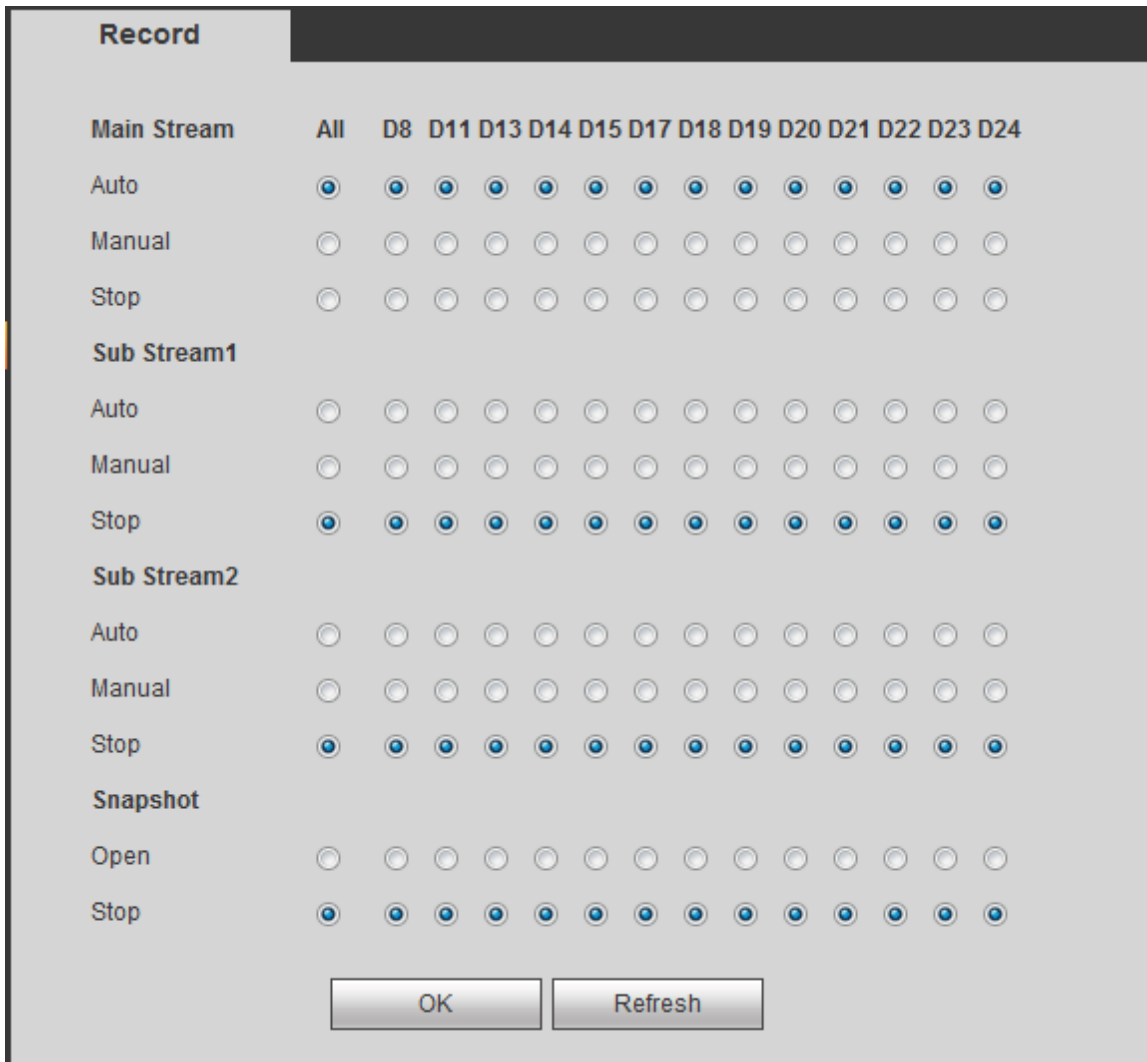 Record
Main Stream All D8 D11 D13 D14 D15 D17 D18 D19 D20 D21 D22 D23 D24
Auto
Manual
Stop
Sub Stream1
Auto
Manual
Stop
Sub Stream2
Auto
Manual
Stop
Snapshot
Open
Stop
OK Refresh